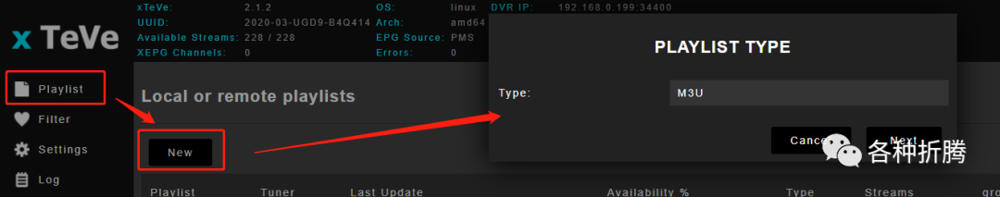 x TeVe
xTeVe: 2.1.2 OS: linux DVR IP: 192.168.0.199:34400
UUID: 2020-03-UGD9-B4Q414 Arch: amd64
Available Streams: 228 / 228 EPG Source: PMS
XEPG Channels: 0 Errors: 0
Playlist
Filter
Settings
Log
Local or remote playlists
New
Playlist Tuner Last Update Availability % Type Streams gro
PLAYLIST TYPE
Type: M3U
Cancel Next
各种折腾